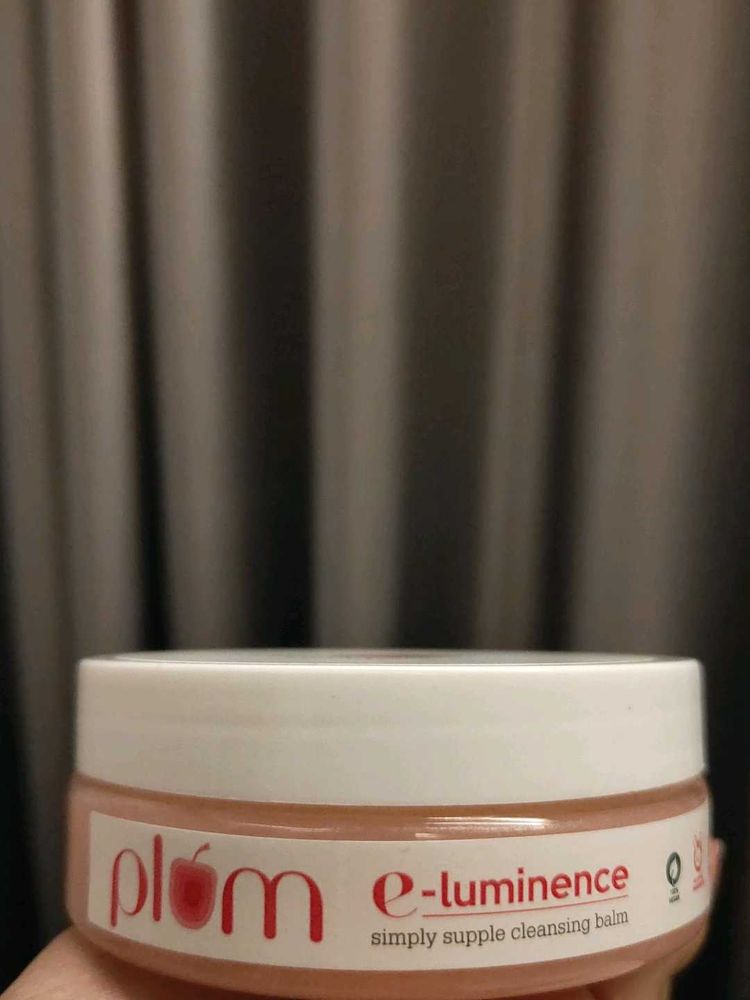 plum
e-luminence
simply supple cleansing balm